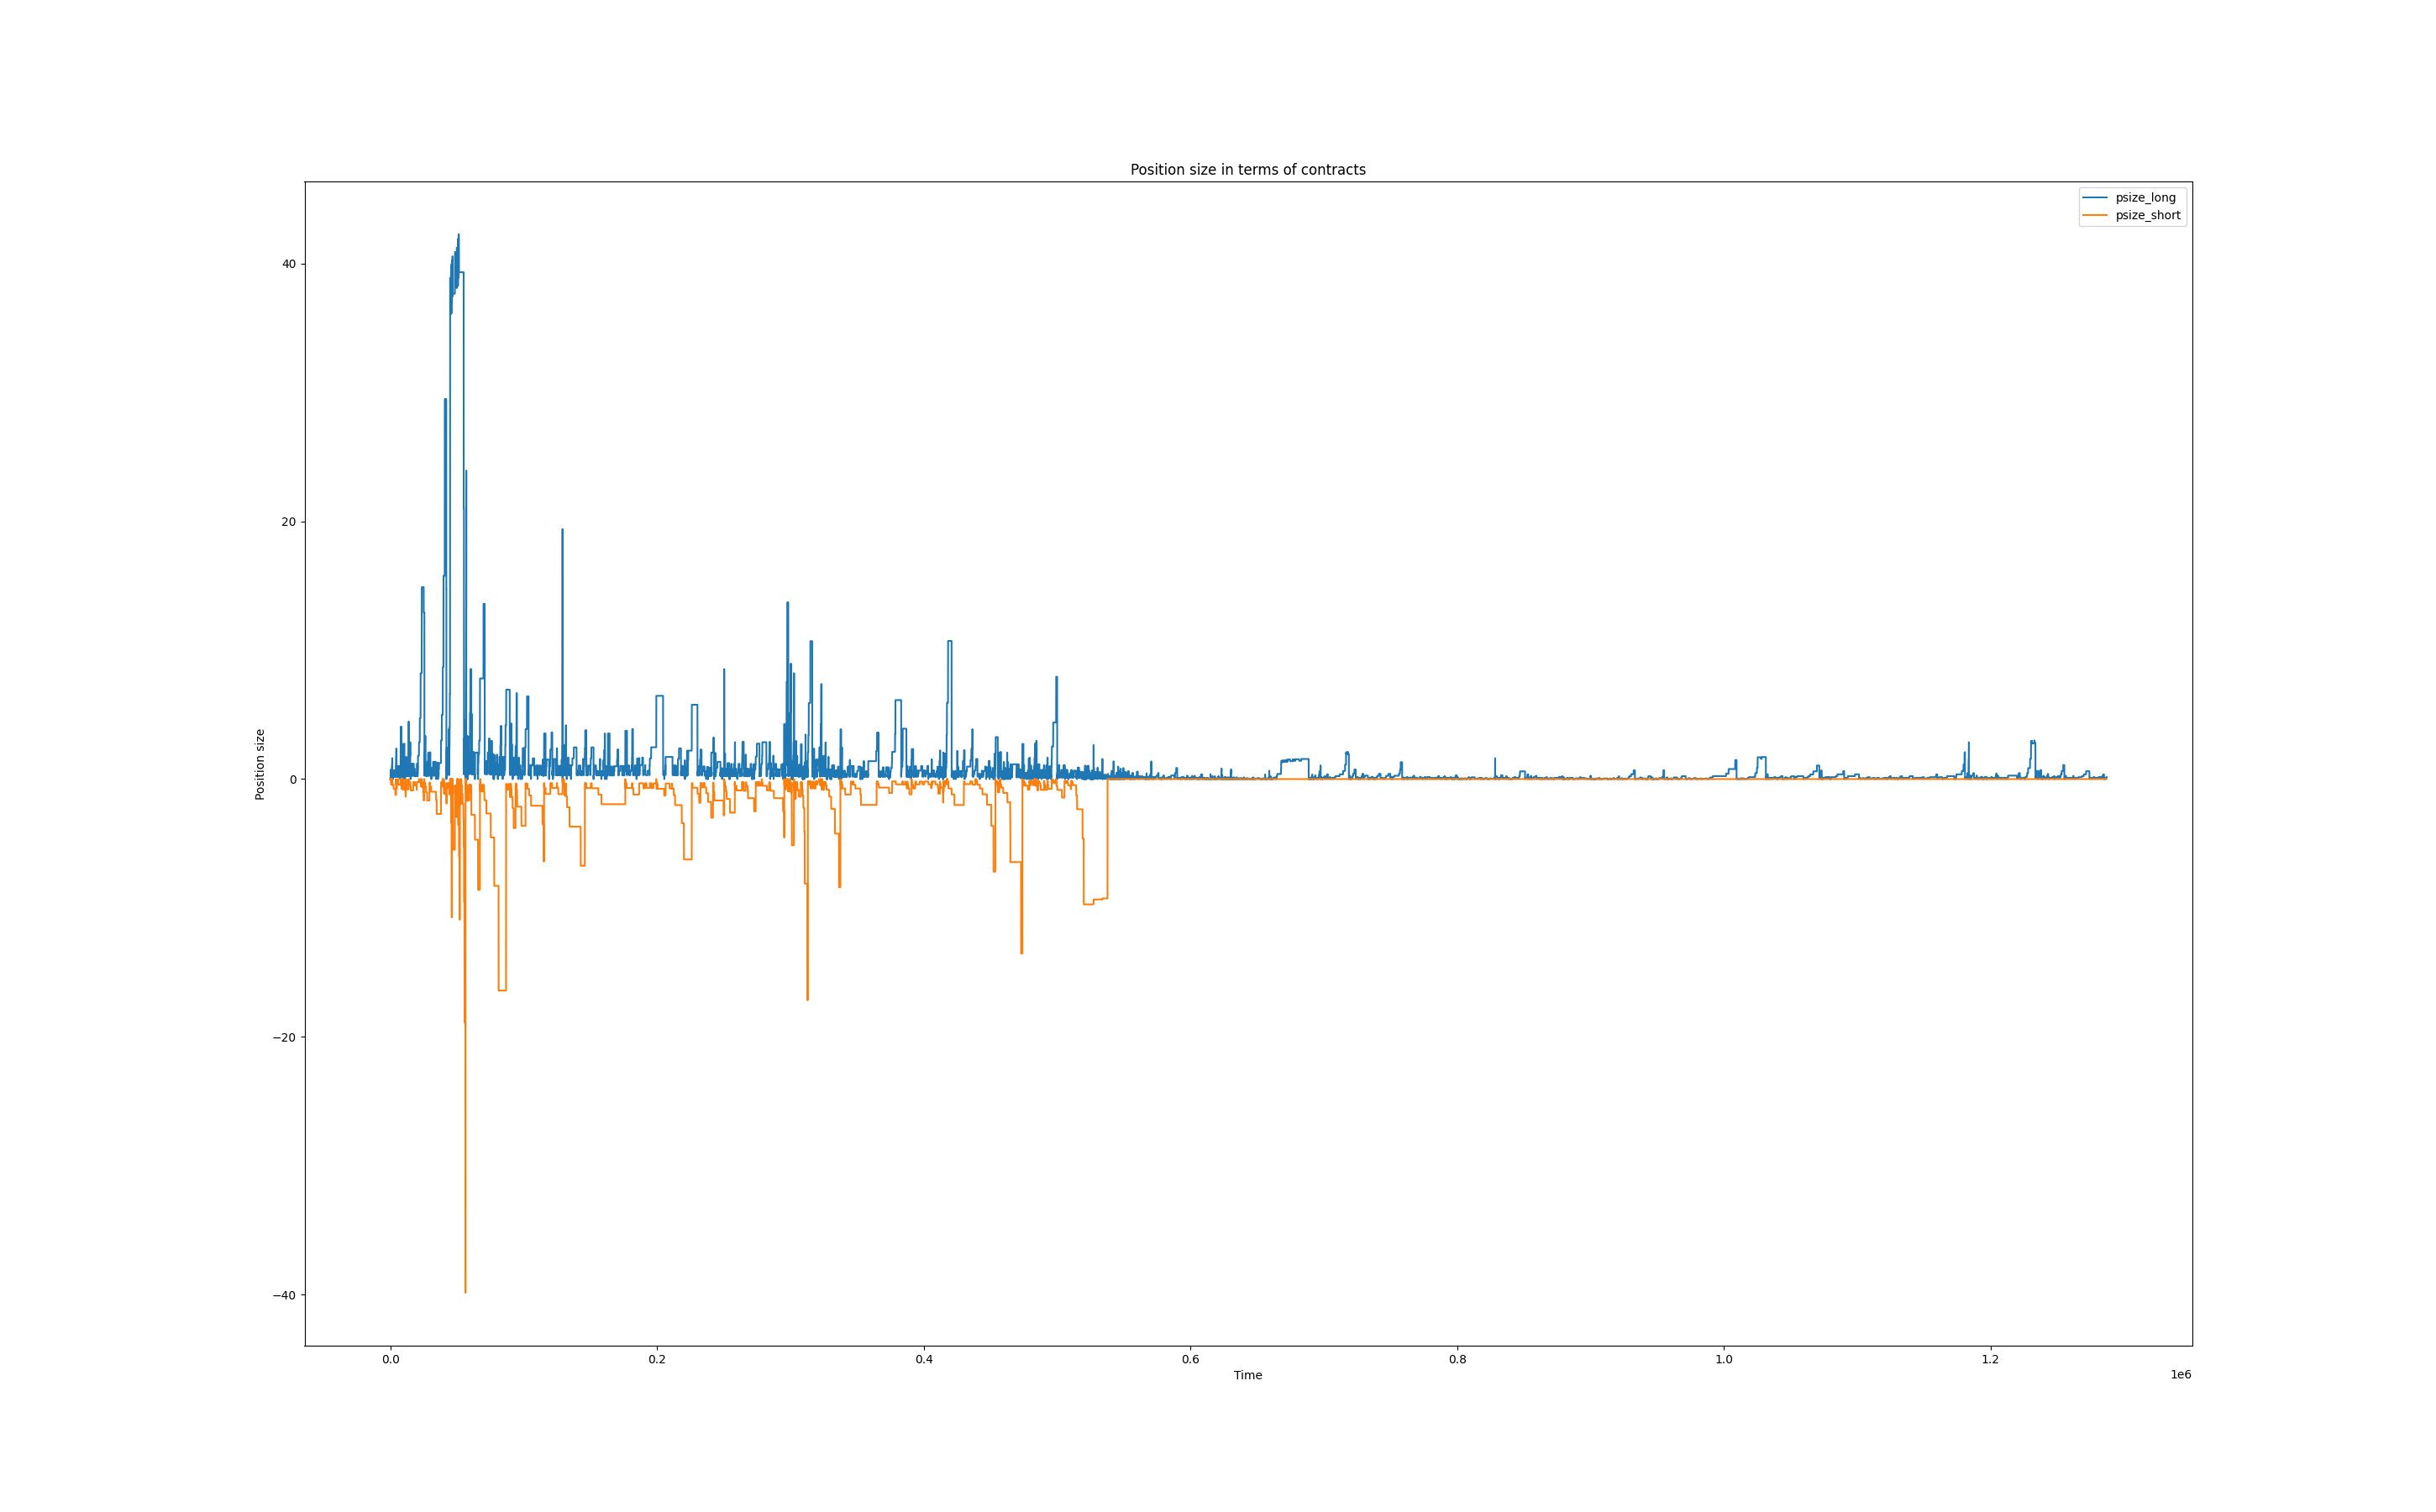 Position size in terms of contracts
psize_long
psize_short
Position size
40
20
0
−20
−40
0.0
0.2
0.4
0.6
0.8
1.0
1.2
Time
1e6